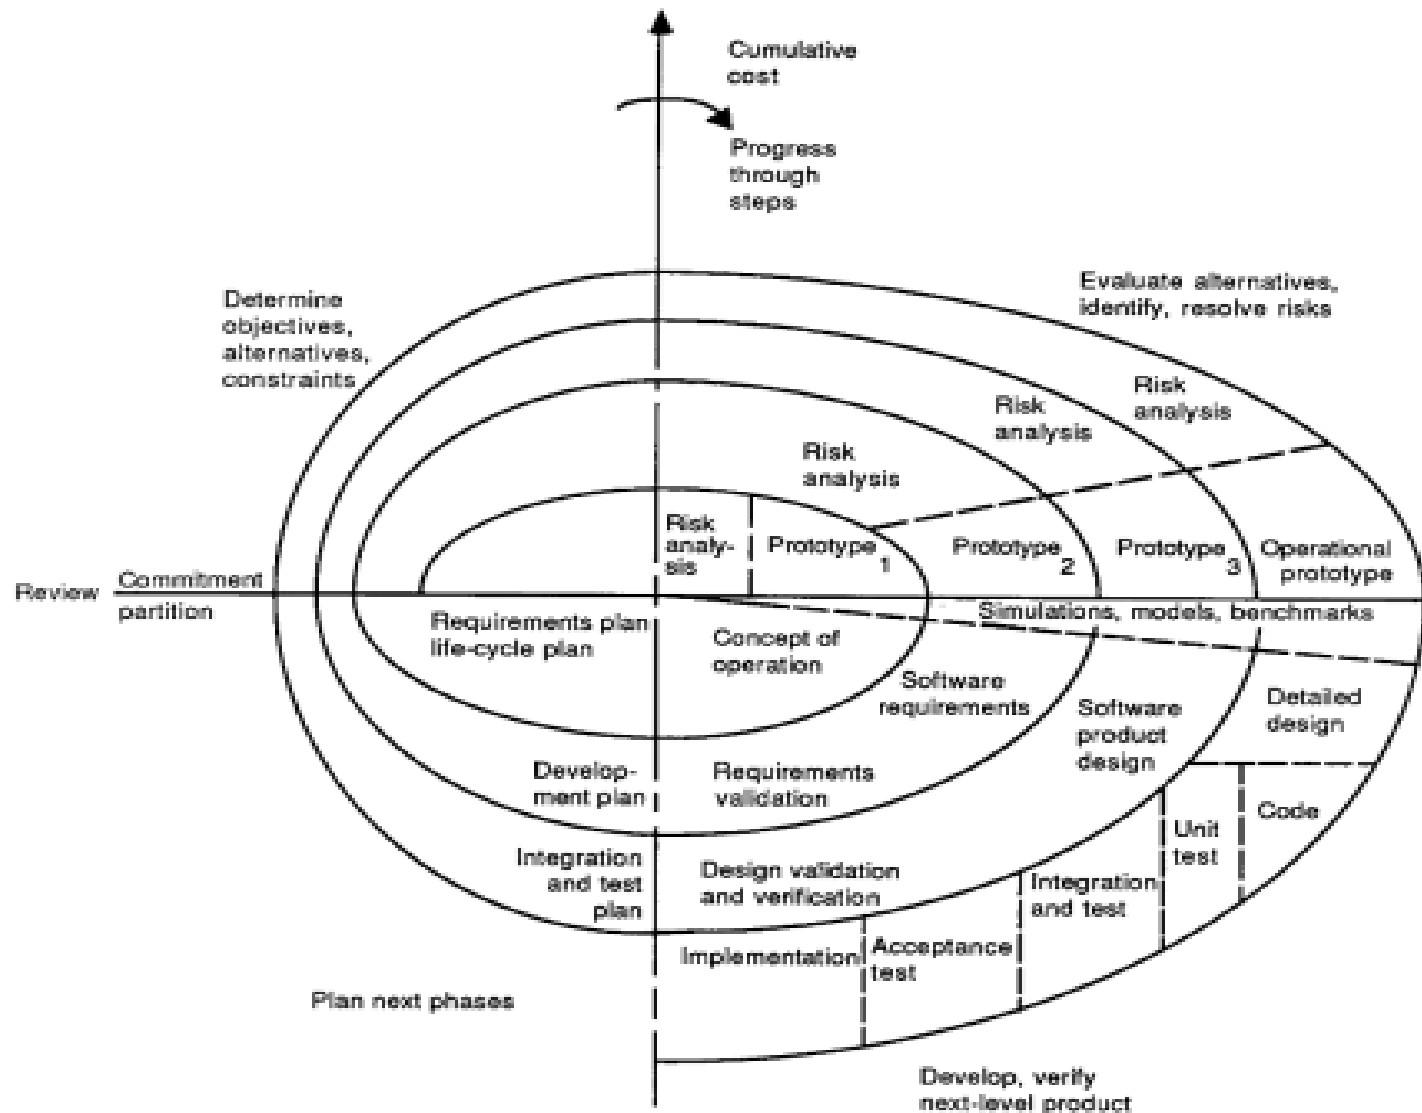 Cumulative
cost
Progress
through
steps
Determine
objectives,
alternatives,
constraints
Evaluate alternatives,
identify, resolve risks
Risk
analysis
Risk
analysis
Risk
analysis
Risk
analy-
sis
Prototype 1
Prototype 2
Prototype 3
Operational
prototype
Review
Commitment
partition
Simulations, models, benchmarks
Requirements plan
life-cycle plan
Concept of
operation
Software
requirements
Software
product
design
Detailed
design
Develop-
ment plan
Requirements
validation
Code
Unit
test
Integration
and test
plan
Design validation
and verification
Integration
and test
Acceptance
test
Implementation
Plan next phases
Develop, verify
next-level product